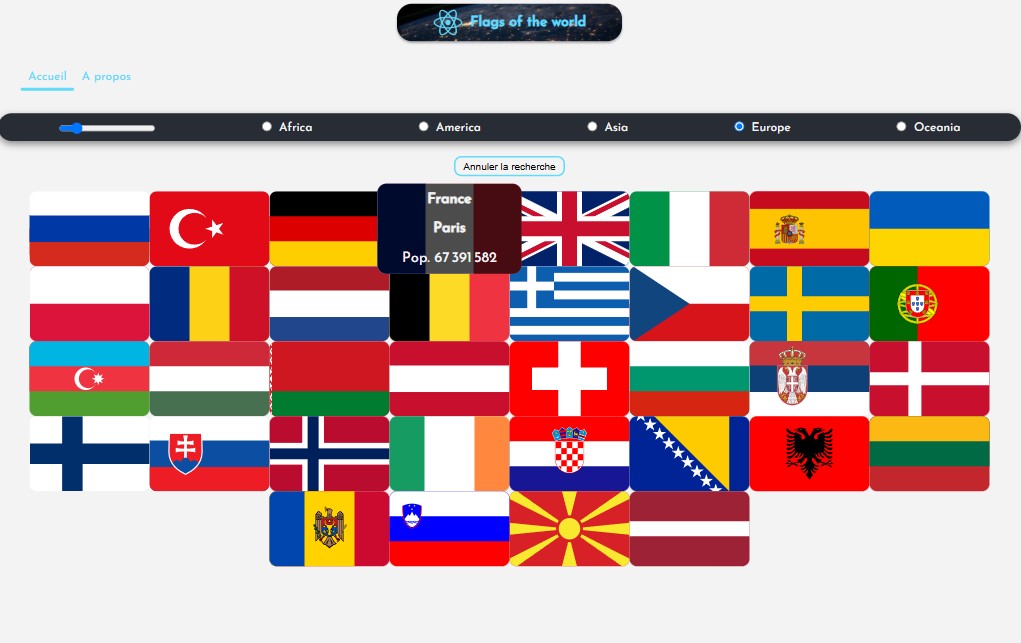 Flags of the world
Accueil A propos
Africa America Asia Europe Oceania
Annuler la recherche
France
Paris
Pop. 67 391 582